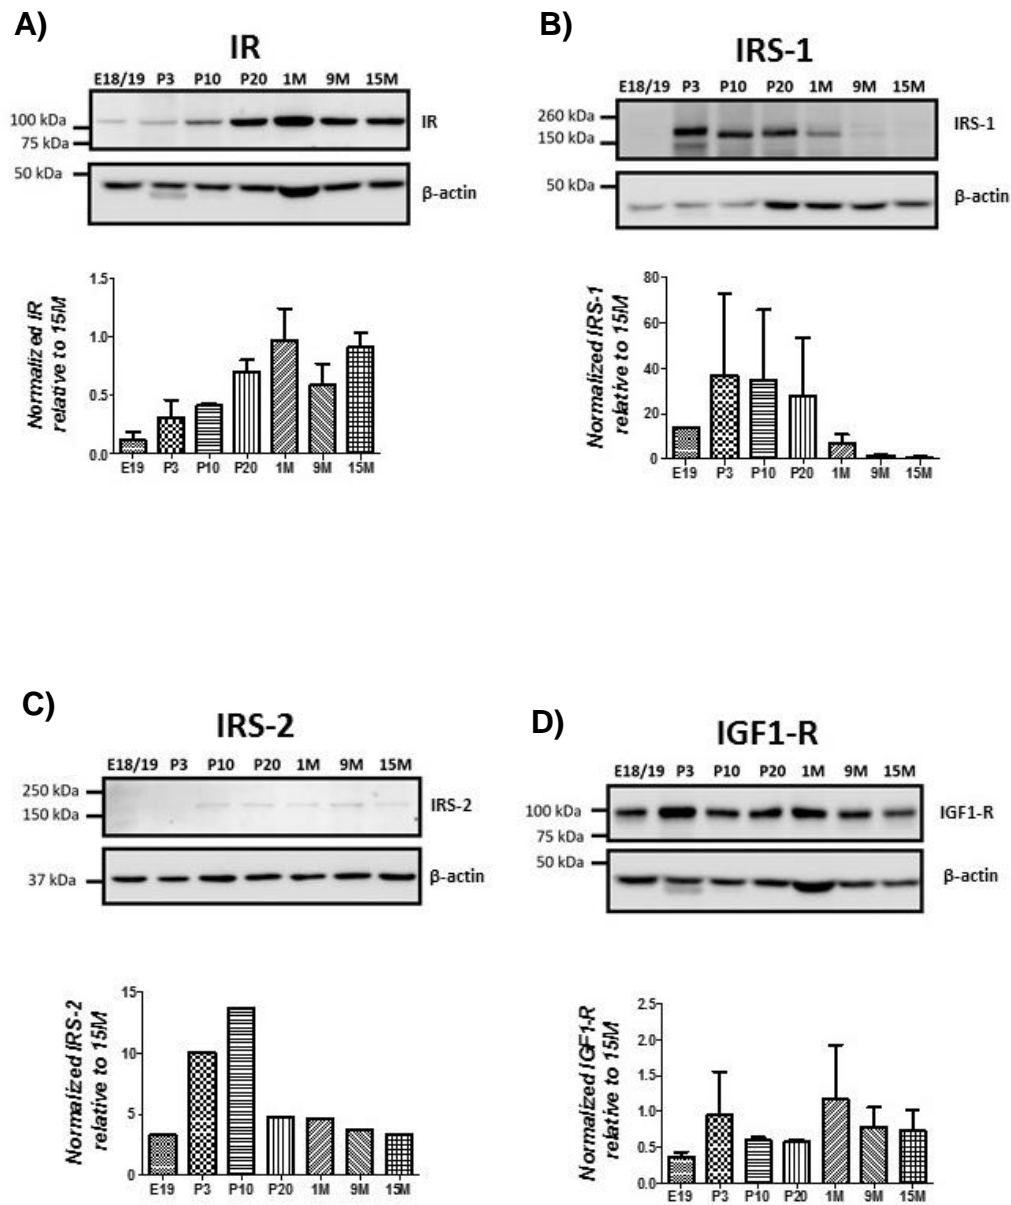 A)
IR
E18/19 P3 P10 P20 1M 9M 15M
100 kDa
75 kDa
IR
50 kDa
β-actin
Normalized IR
relative to 15M
1.5
1.0
0.5
0.0
E19 P3 P10 P20 1M 9M 15M
B)
IRS-1
E18/19 P3 P10 P20 1M 9M 15M
260 kDa
150 kDa
IRS-1
50 kDa
β-actin
Normalized IRS-1
relative to 15M
80
60
40
20
0
E19 P3 P10 P20 1M 9M 15M
C)
IRS-2
E18/19 P3 P10 P20 1M 9M 15M
250 kDa
150 kDa
IRS-2
37 kDa
β-actin
Normalized IRS-2
relative to 15M
15
10
5
0
E19 P3 P10 P20 1M 9M 15M
D)
IGF1-R
E18/19 P3 P10 P20 1M 9M 15M
100 kDa
75 kDa
IGF1-R
50 kDa
β-actin
Normalized IGF1-R
relative to 15M
2.5
2.0
1.5
1.0
0.5
0.0
E19 P3 P10 P20 1M 9M 15M